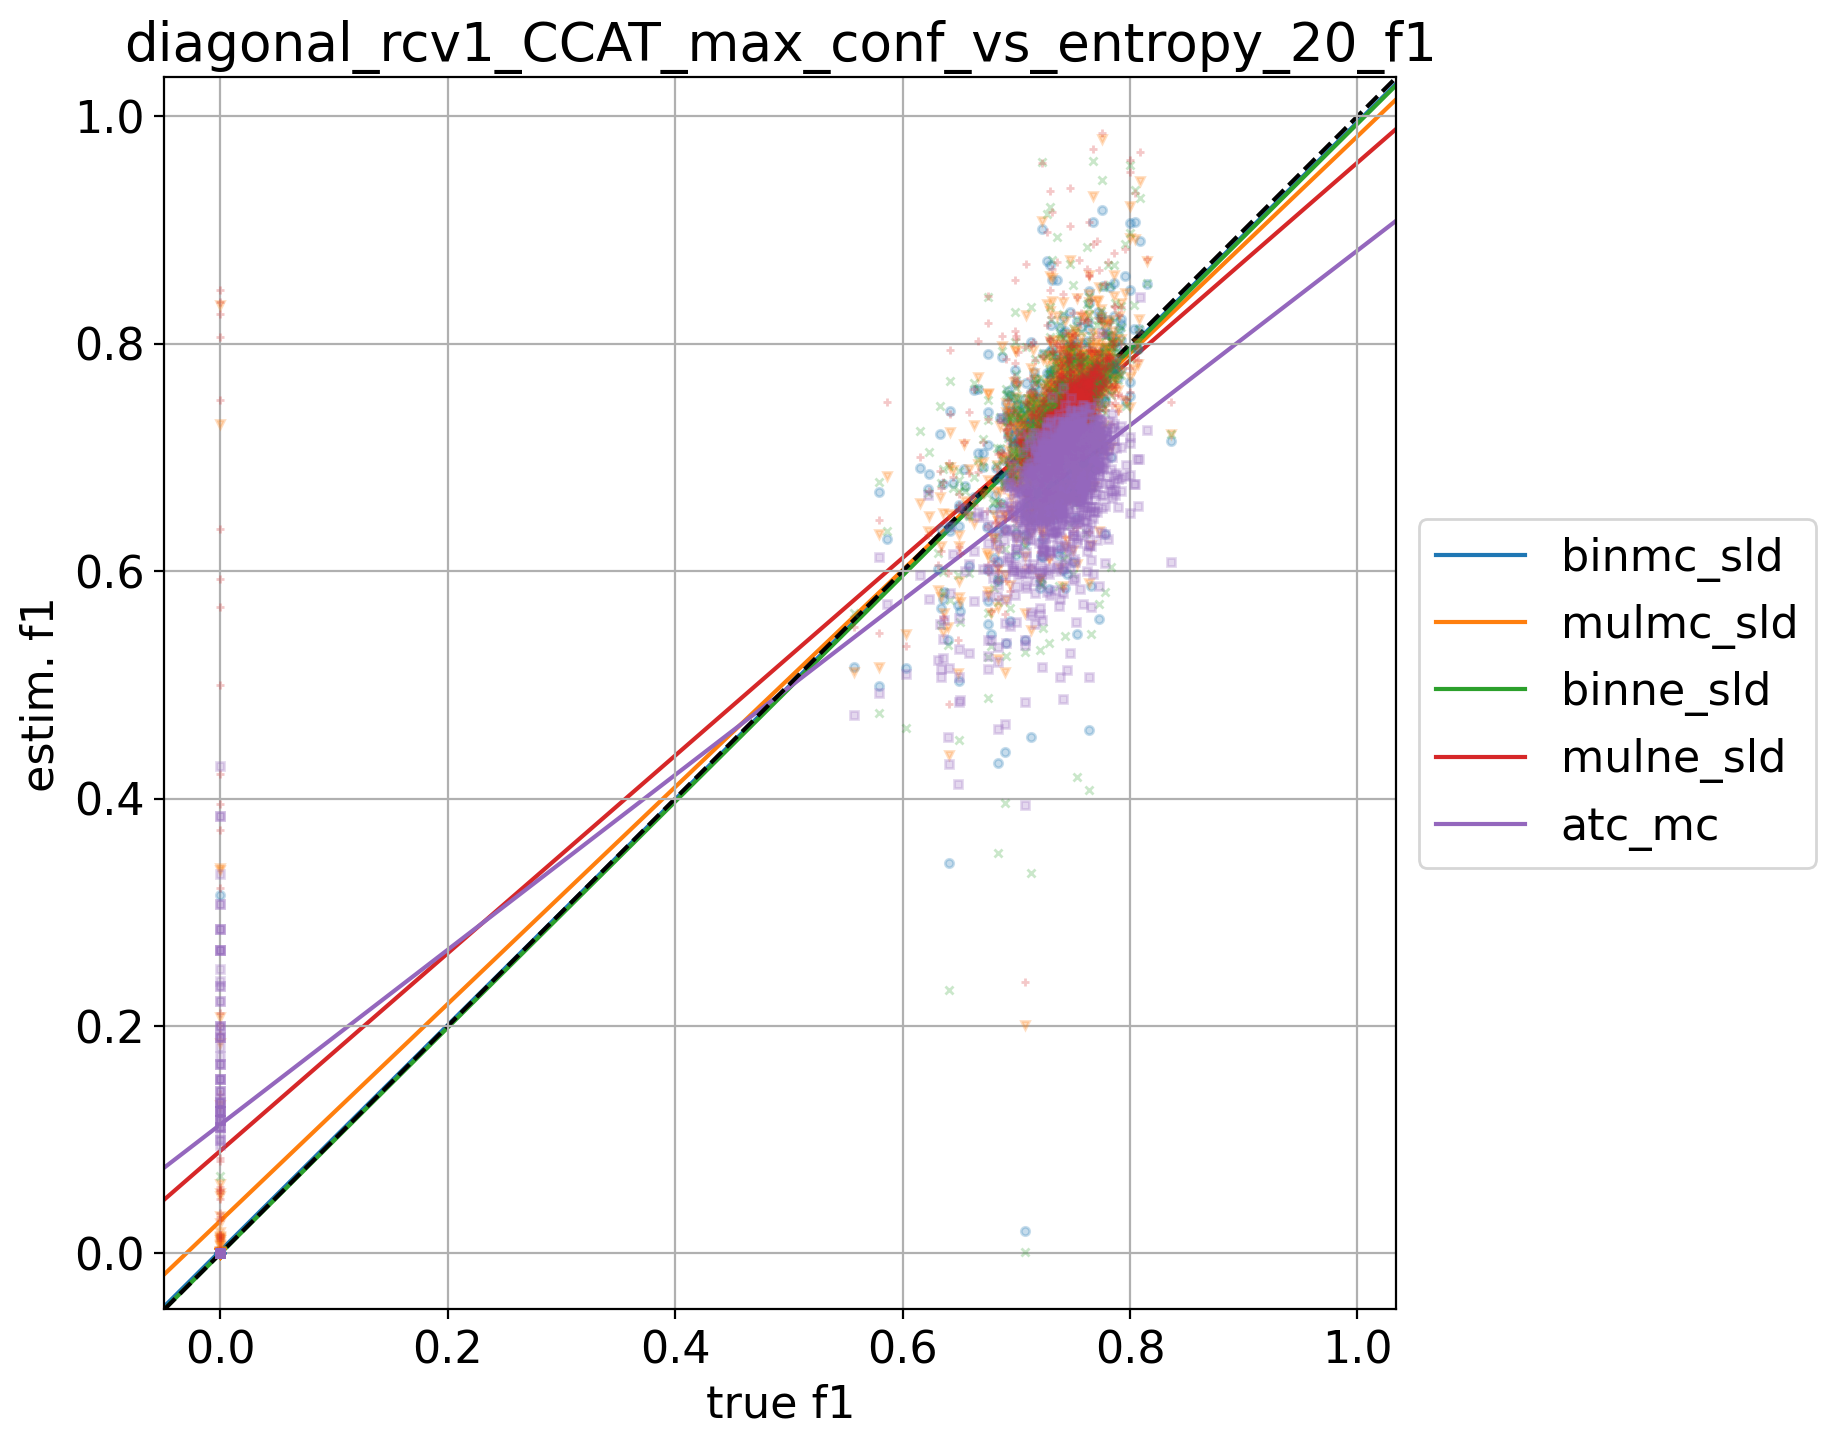 diagonal_rcv1_CCAT_max_conf_vs_entropy_20_f1
1.0
0.8
0.6
0.4
0.2
0.0
estim. f1
0.0 0.2 0.4 0.6 0.8 1.0
true f1
binmc_sld
mulmc_sld
binne_sld
mulne_sld
atc_mc